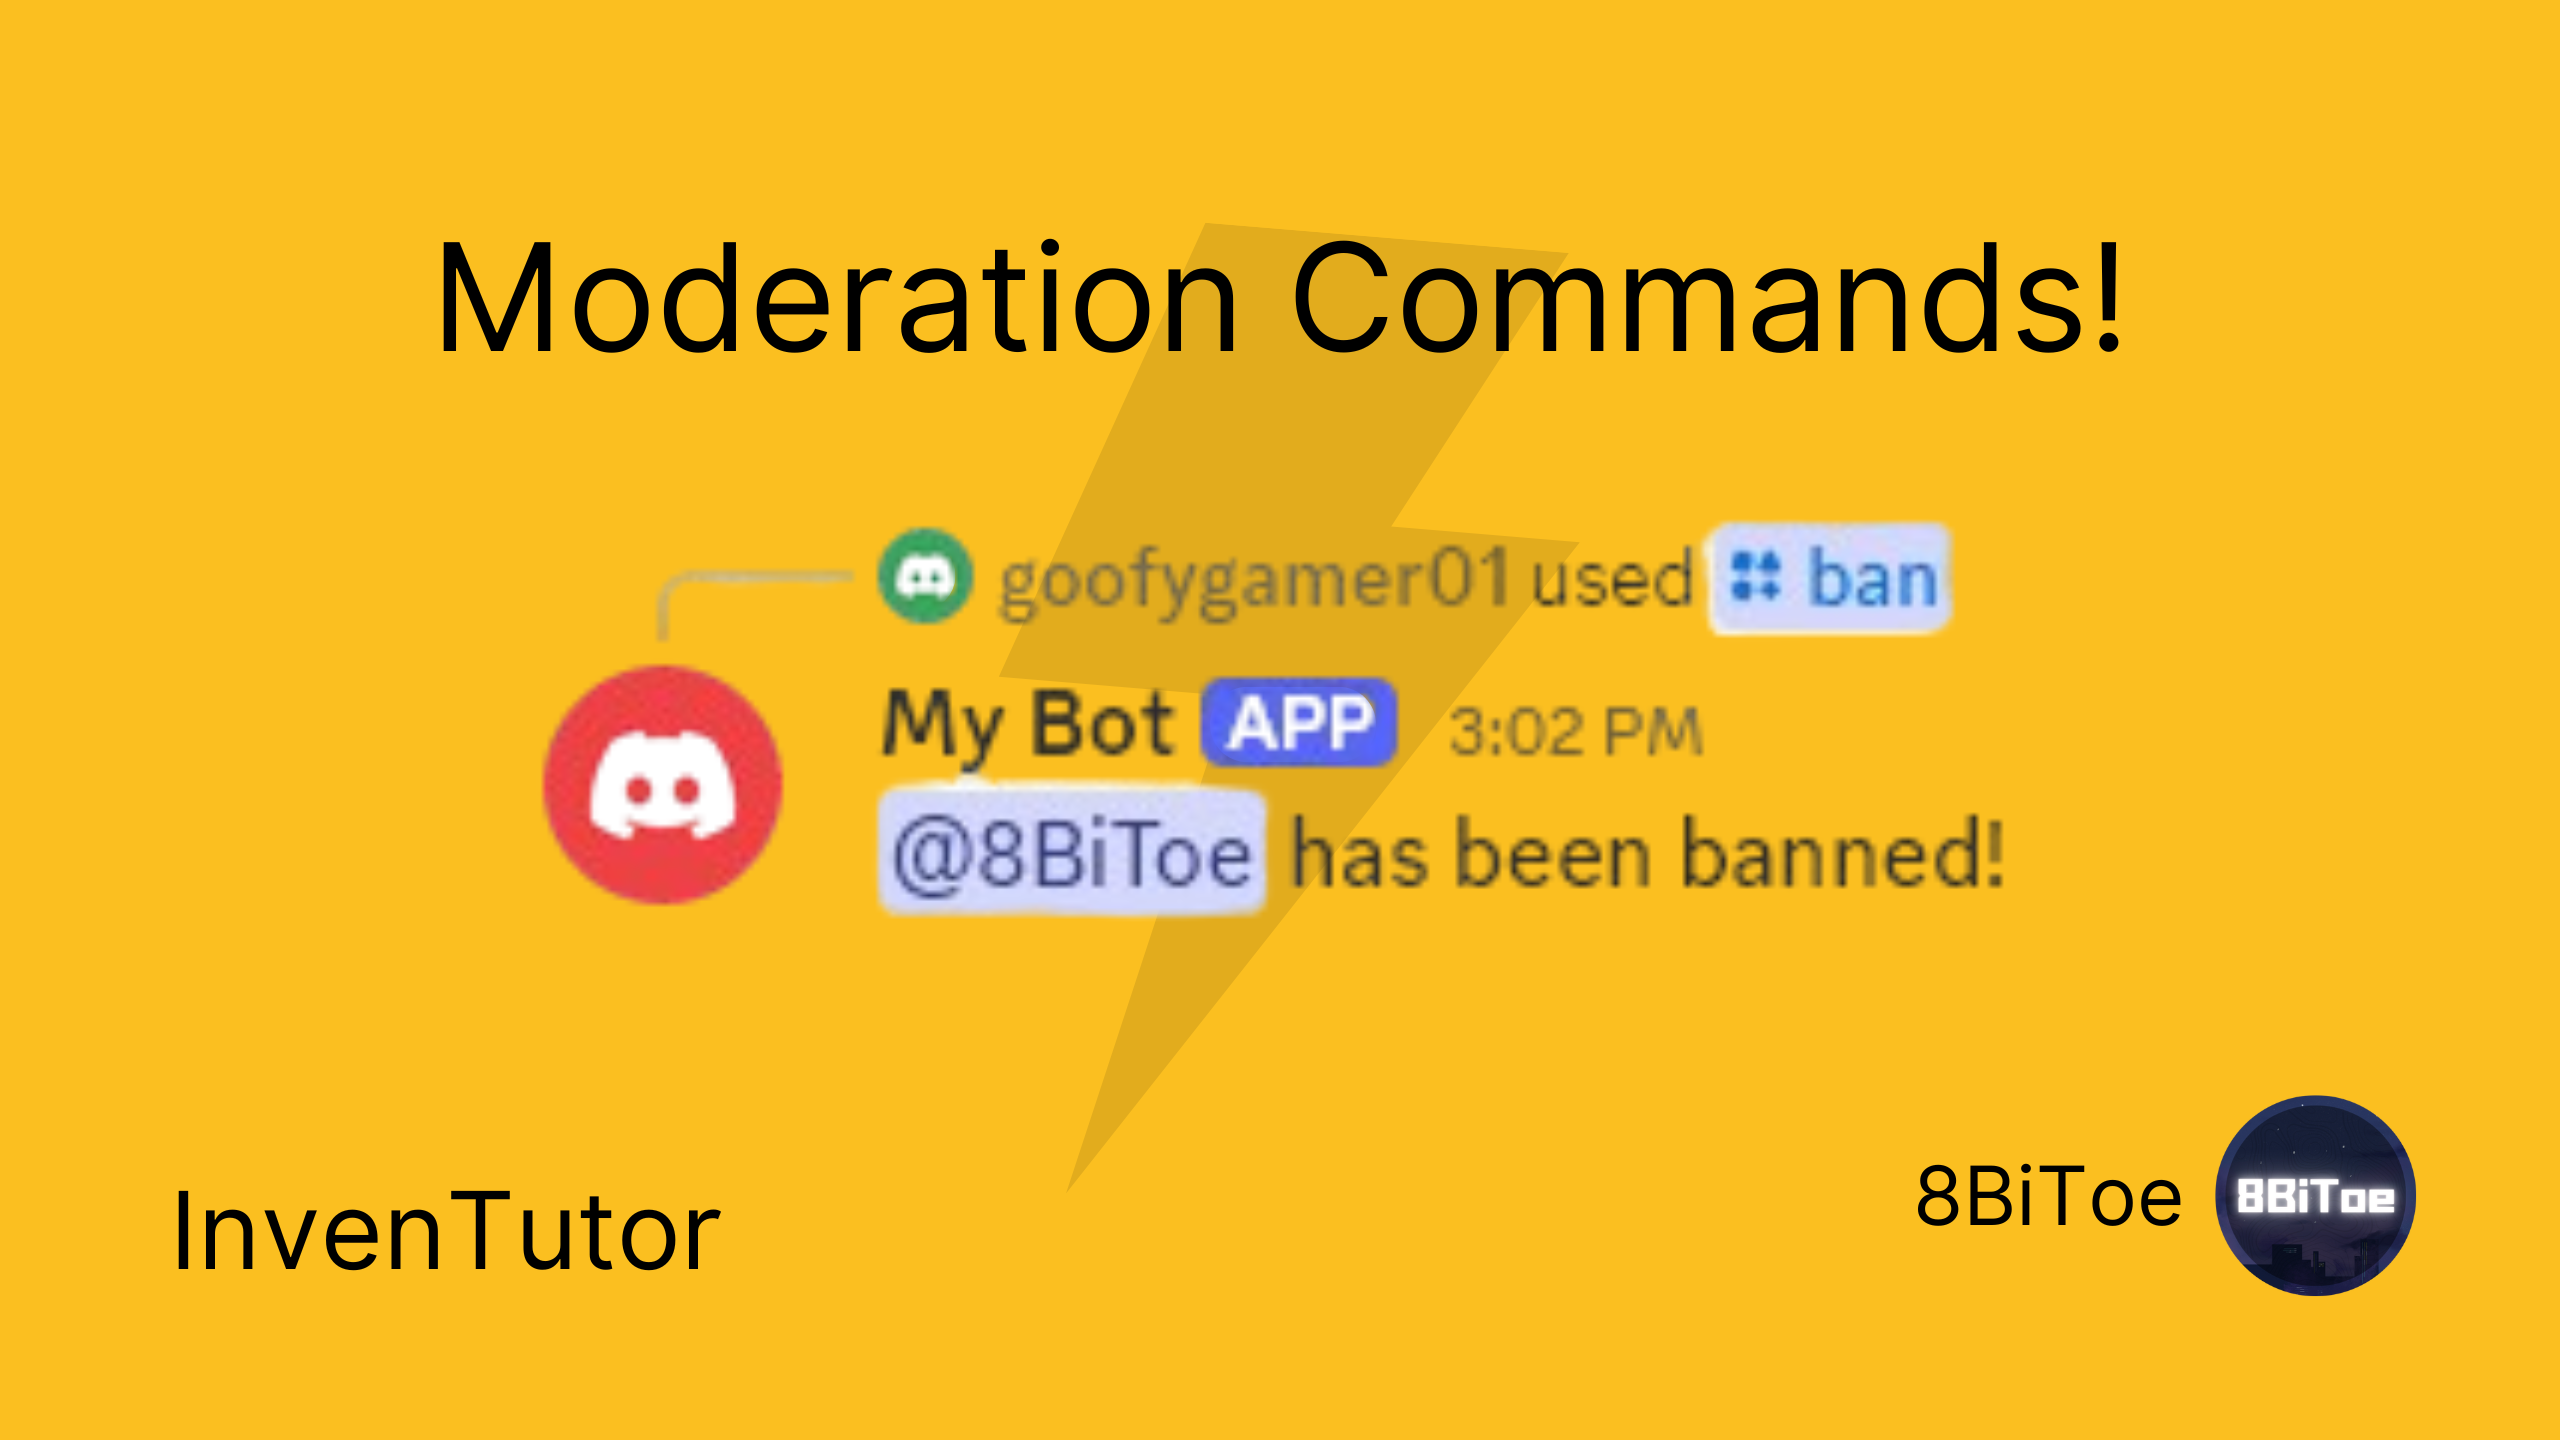 Moderation Commands!
goofygamer01 used ban
My Bot APP 3:02 PM
@8BiToe has been banned!
InvenTutor
8BiToe
8BiToe